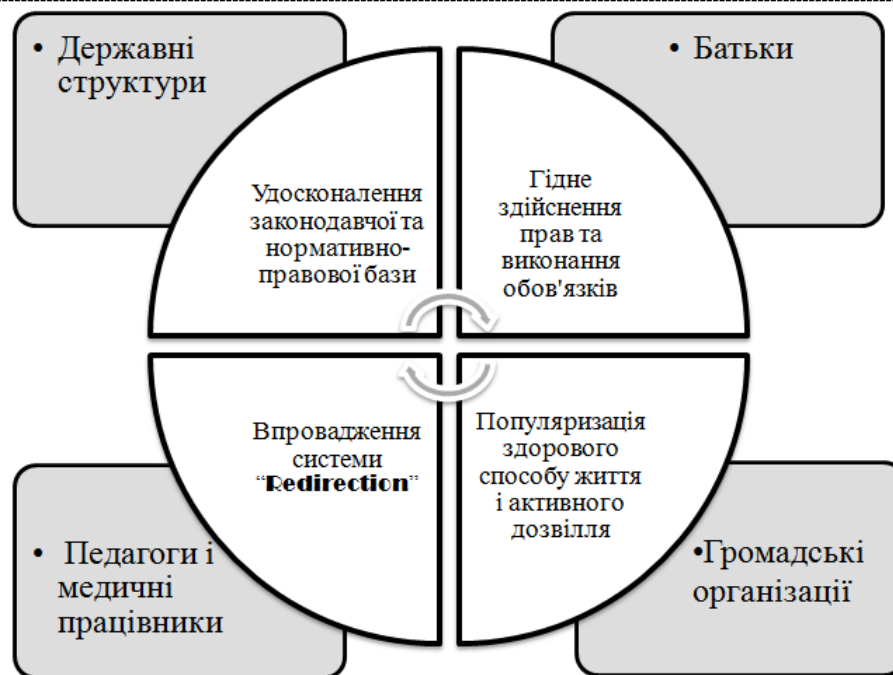 • Державні
структури
• Батьки
Удосконалення
законодавчої та
нормативно-
правової бази
Гідне
здійснення
прав та
виконання
обов'язків
Впровадження
системи
“Redirection”
Популяризація
здорового
способу життя
і активного
дозвілля
• Педагоги і
медичні
працівники
•Громадські
організації